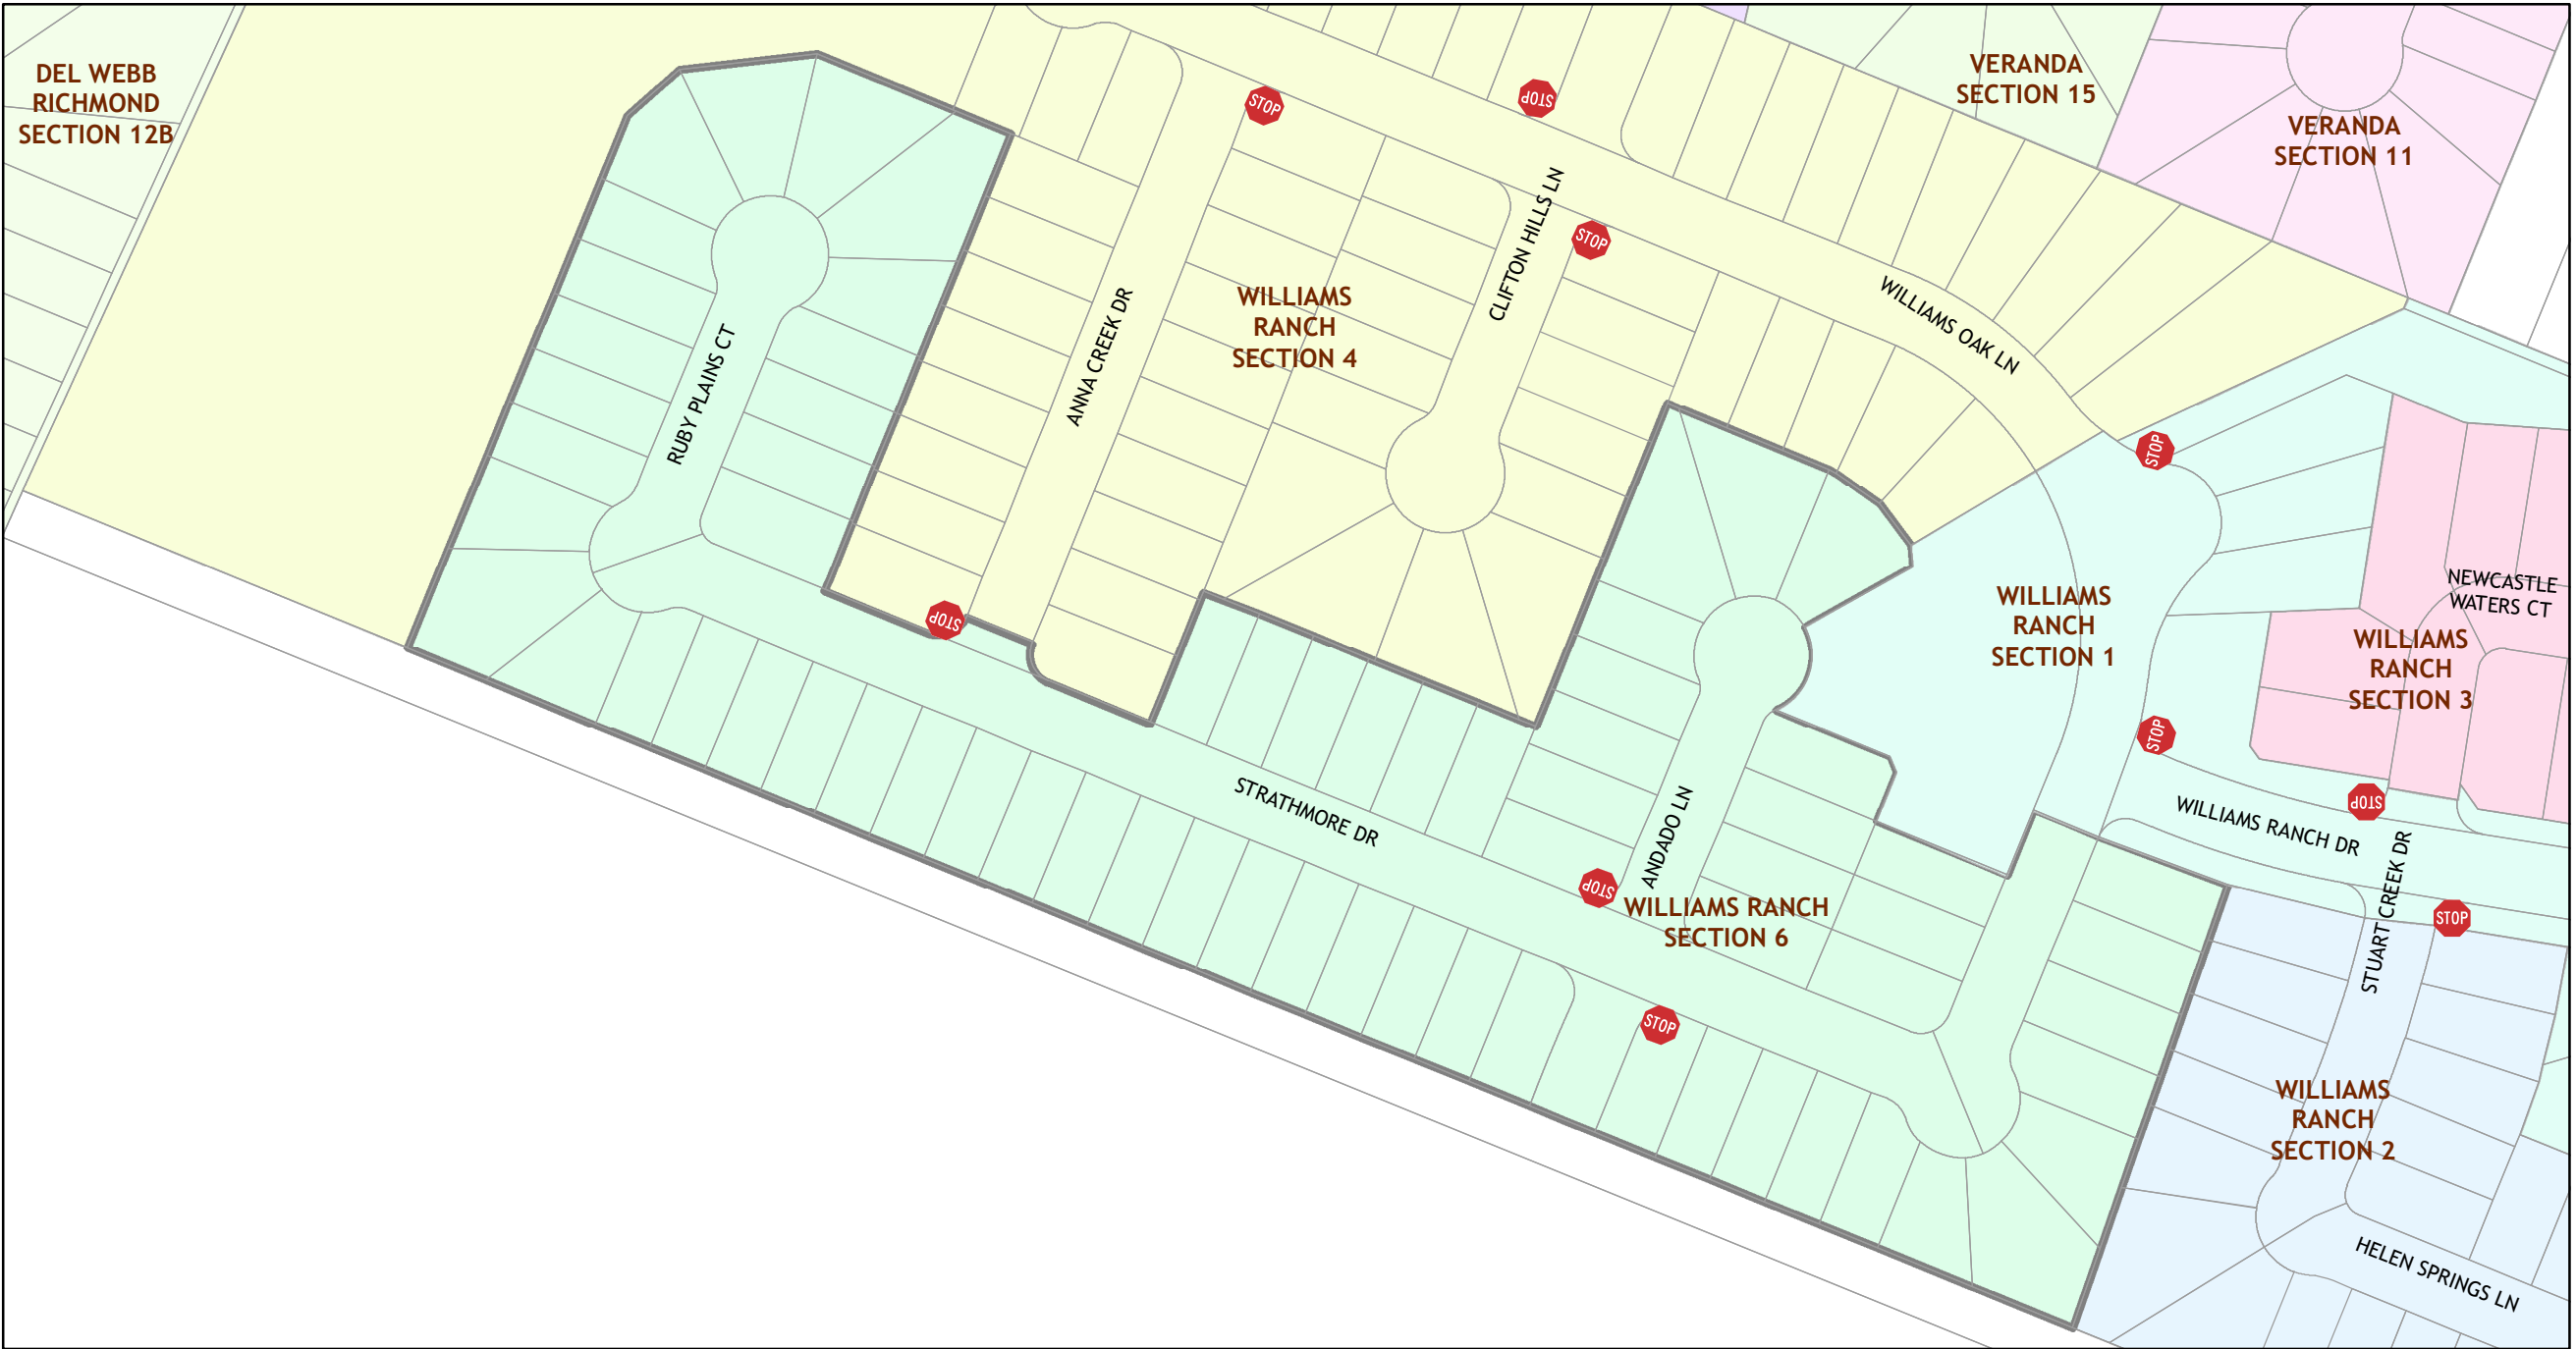 DEL WEBB
RICHMOND
SECTION 12B
VERANDA
SECTION 15
VERANDA
SECTION 11
STOP
STOP
STOP
CLIFTON HILLS LN
WILLIAMS
RANCH
SECTION 4
ANNA CREEK DR
RUBY PLAINS CT
WILLIAMS OAK LN
STOP
STOP
WILLIAMS
RANCH
SECTION 1
NEWCASTLE
WATERS CT
WILLIAMS
RANCH
SECTION 3
STOP
STOP
WILLIAMS RANCH DR
STRATHMORE DR
ANDADO LN
STOP
WILLIAMS RANCH
SECTION 6
STUART CREEK DR
STOP
STOP
WILLIAMS
RANCH
SECTION 2
HELEN SPRINGS LN